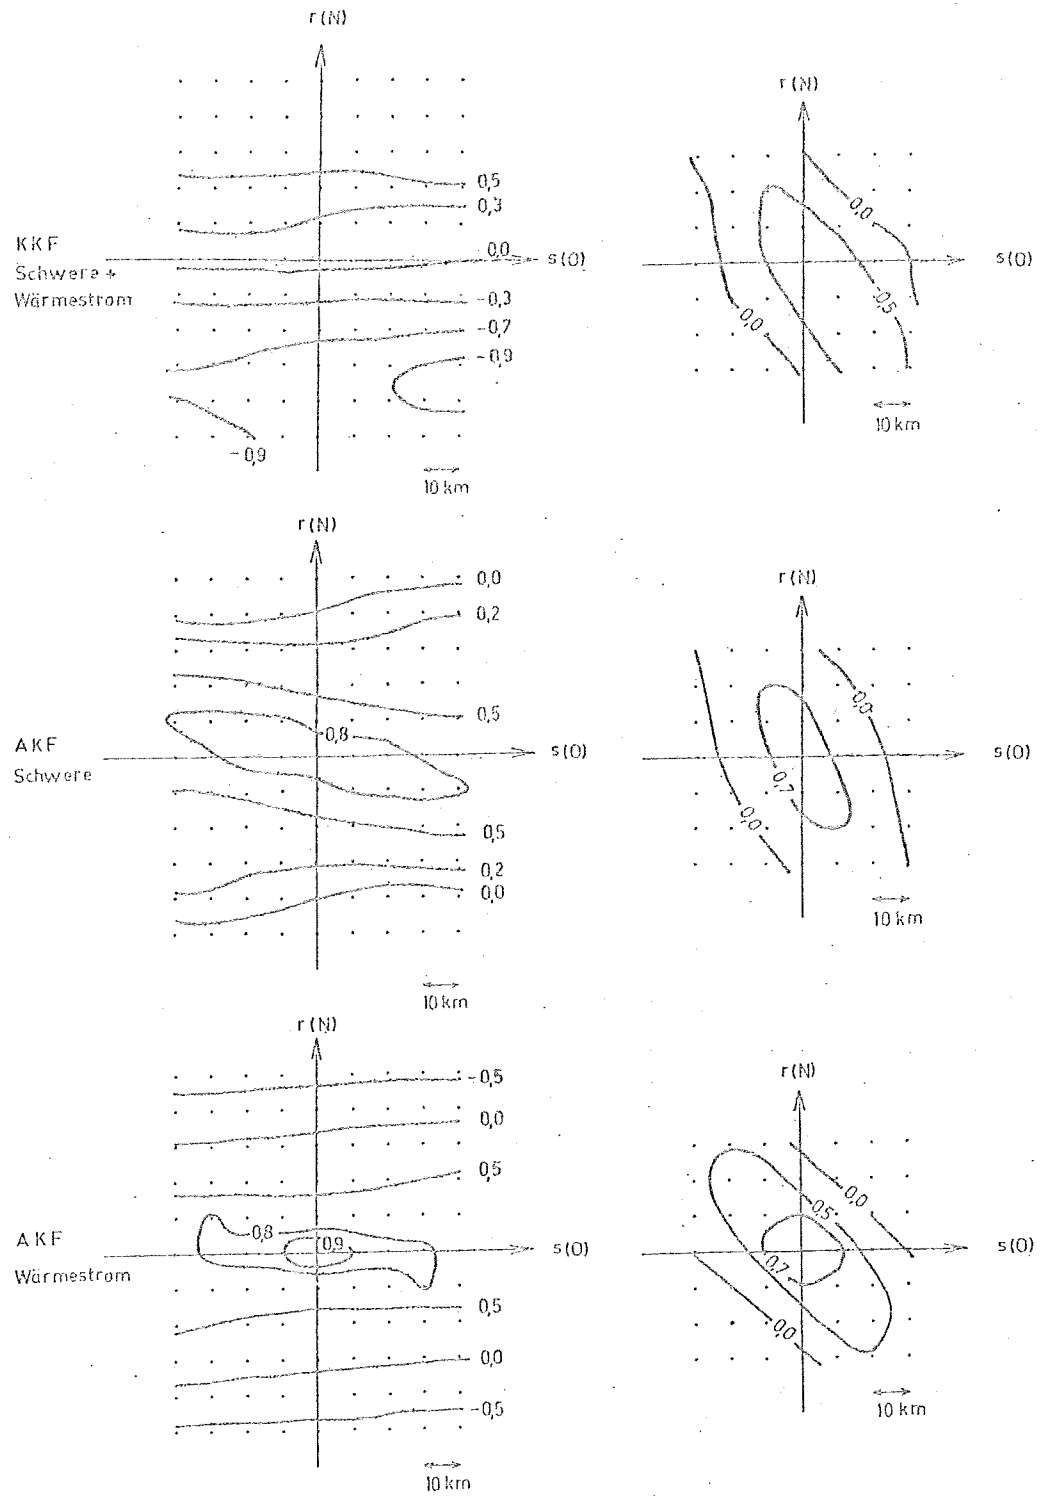 r(N)
0,5
0,3
0,0
s(O)
-0,3
-0,7
-0,9
-0,9
10 km
KKF
Schwere +
Wärmestrom
r(N)
0,0
s(O)
-0,5
0,0
10 km
r(N)
0,0
0,2
0,5
0,8
s(O)
0,5
0,2
0,0
10 km
AKF
Schwere
r(N)
0,0
s(O)
0,7
0,0
10 km
r(N)
-0,5
0,0
0,5
0,8
0,9
s(O)
0,5
0,0
-0,5
10 km
AKF
Wärmestrom
r(N)
0,0
0,5
s(O)
0,7
0,0
10 km